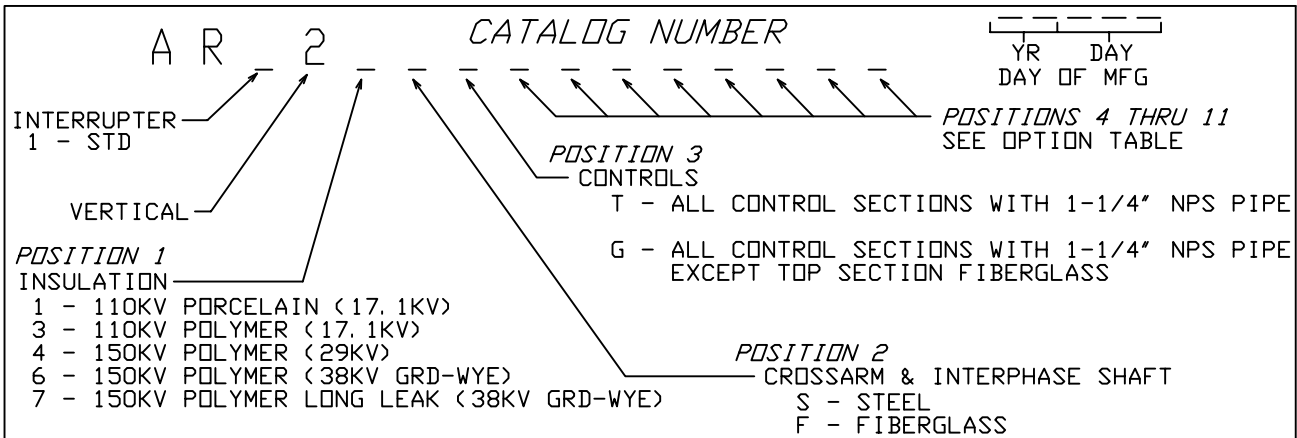 CATALOG NUMBER
A R _ 2 _ _ _ _ _ _ _ _ _ _ _
_ _ _ _ _
YR DAY
DAY OF MFG
INTERRUPTER
1 - STD
POSITIONS 4 THRU 11
SEE OPTION TABLE
POSITION 3
CONTROLS
T - ALL CONTROL SECTIONS WITH 1-1/4" NPS PIPE
G - ALL CONTROL SECTIONS WITH 1-1/4" NPS PIPE
EXCEPT TOP SECTION FIBERGLASS
VERTICAL
POSITION 1
INSULATION
1 - 110KV PORCELAIN (17.1KV)
3 - 110KV POLYMER (17.1KV)
4 - 150KV POLYMER (29KV)
6 - 150KV POLYMER (38KV GRD-WYE)
7 - 150KV POLYMER LONG LEAK (38KV GRD-WYE)
POSITION 2
CROSSARM & INTERPHASE SHAFT
S - STEEL
F - FIBERGLASS